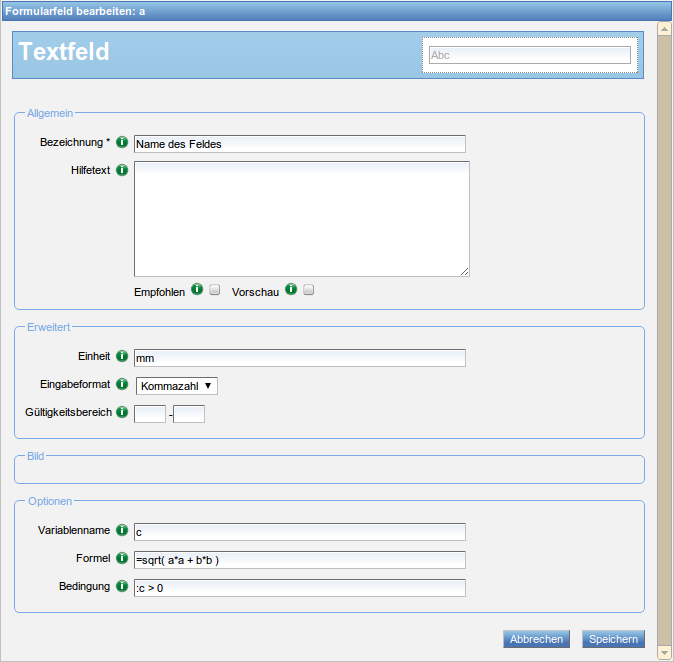 Formularfeld bearbeiten: a
Textfeld
Abc
Allgemein
Bezeichnung * Name des Feldes
Hilfetext
Empfohlen Vorschau
Erweitert
Einheit mm
Eingabeformat Kommazahl
Gültigkeitsbereich -
Bild
Optionen
Variablenname c
Formel =sqrt( a*a + b*b )
Bedingung :c > 0
Abbrechen Speichern